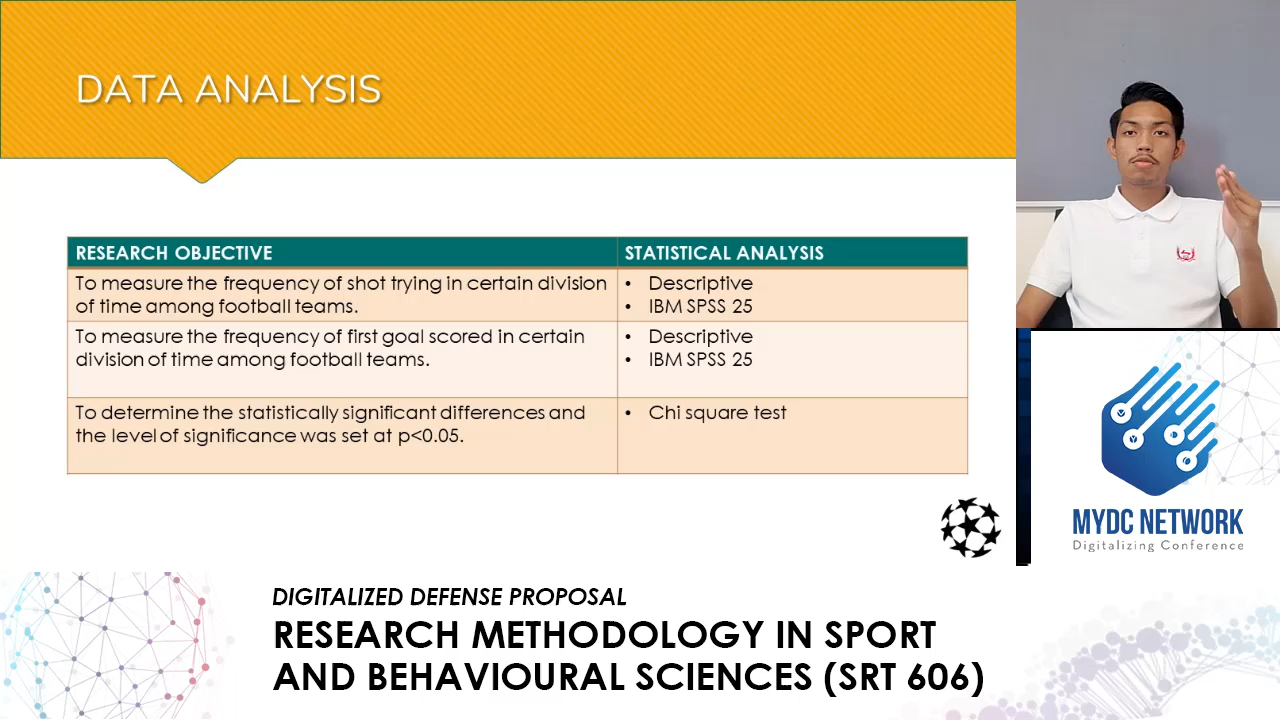 DATA ANALYSIS
RESEARCH OBJECTIVE
STATISTICAL ANALYSIS
To measure the frequency of shot trying in certain division
of time among football teams.
• Descriptive
• IBM SPSS 25
To measure the frequency of first goal scored in certain
division of time among football teams.
• Descriptive
• IBM SPSS 25
To determine the statistically significant differences and
the level of significance was set at p<0.05.
• Chi square test
MYDC NETWORK
Digitalizing Conference
DIGITALIZED DEFENSE PROPOSAL
RESEARCH METHODOLOGY IN SPORT
AND BEHAVIOURAL SCIENCES (SRT 606)